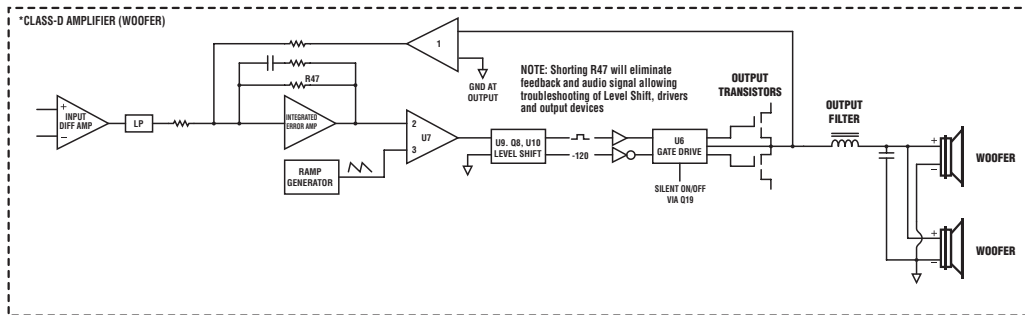 *CLASS-D AMPLIFIER (WOOFER)
1
R47
GND AT
OUTPUT
NOTE: Shorting R47 will eliminate
feedback and audio signal allowing
troubleshooting of Level Shift, drivers
and output devices
OUTPUT
TRANSISTORS
OUTPUT
FILTER
+
INPUT
DIFF AMP
−
LP
INTEGRATED
ERROR AMP
2
U7
3
RAMP
GENERATOR
U9. Q8, U10
LEVEL SHIFT
-120
U6
GATE DRIVE
SILENT ON/OFF
VIA Q19
+
−
WOOFER
+
−
WOOFER